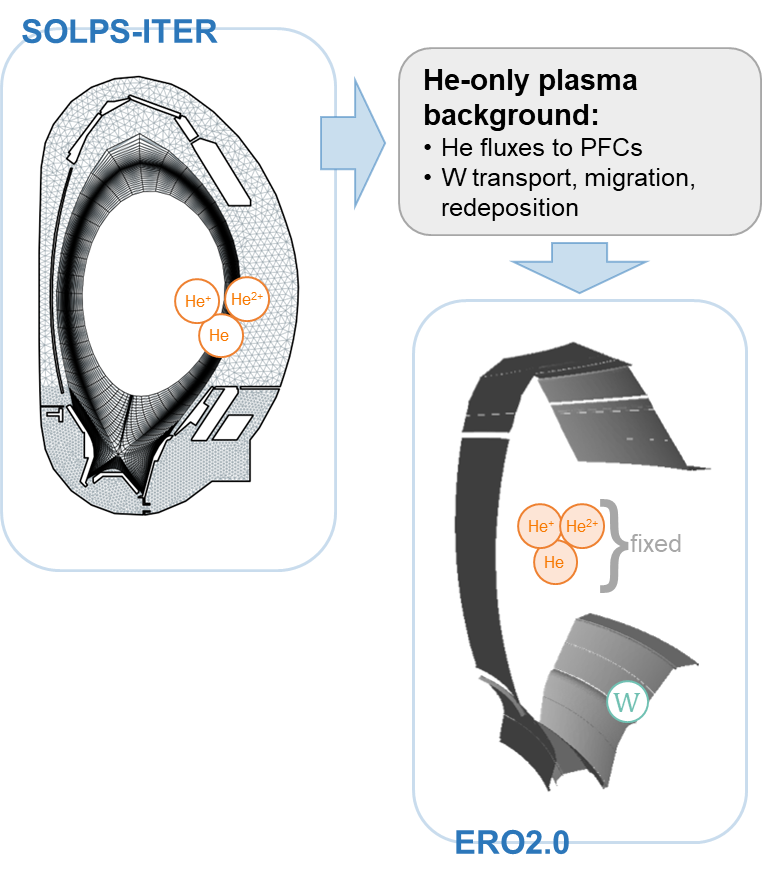 SOLPS-ITER
He-only plasma
background:
• He fluxes to PFCs
• W transport, migration,
redeposition
He⁺
He²⁺
He
He⁺
He²⁺
He
fixed
W
ERO2.0